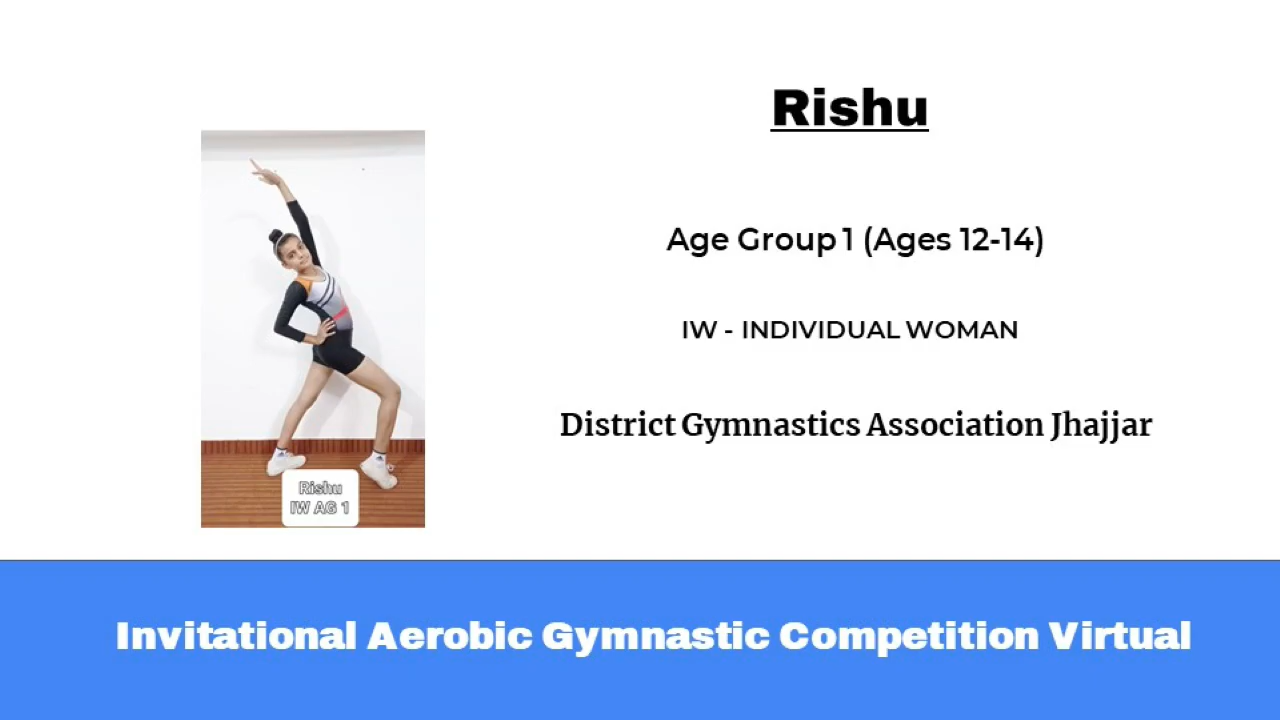 Rishu
Age Group 1 (Ages 12-14)
IW - INDIVIDUAL WOMAN
District Gymnastics Association Jhajjar
Rishu
IW AG 1
Invitational Aerobic Gymnastic Competition Virtual